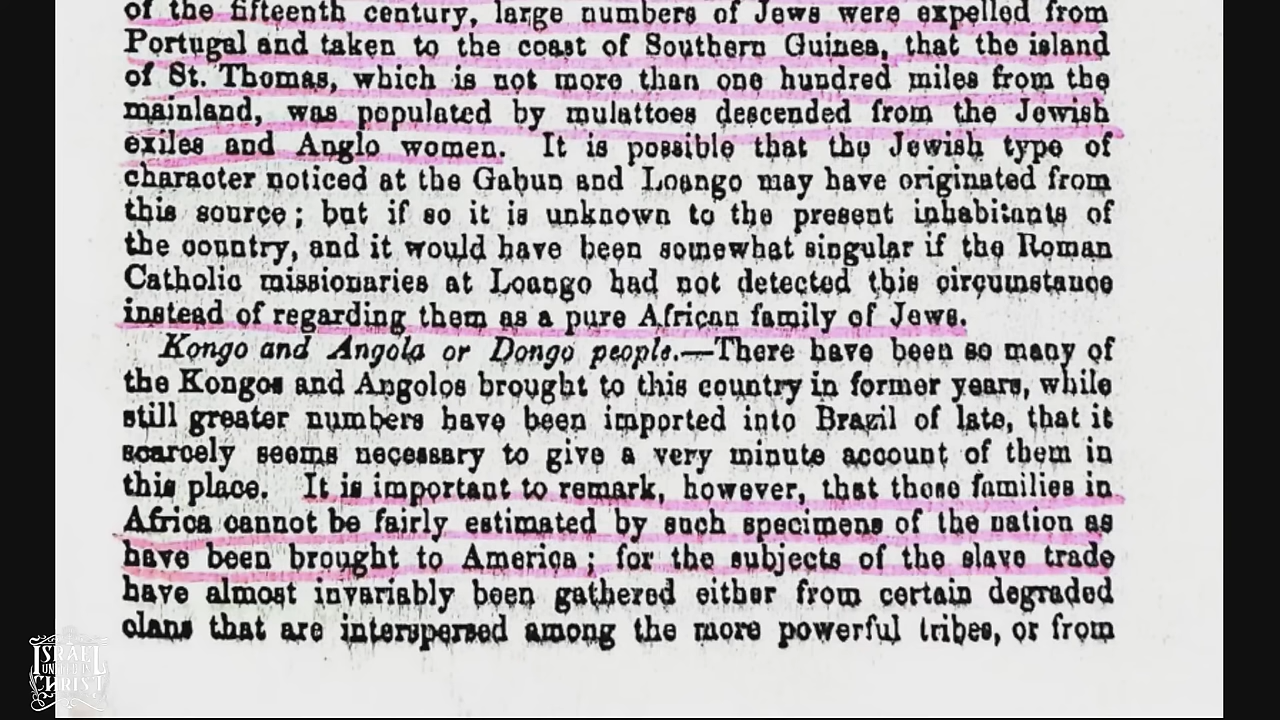 of the fifteenth century, large numbers of Jews were expelled from
Portugal and taken to the coast of Southern Guinea, that the island
of St. Thomas, which is not more than one hundred miles from the
mainland, was populated by mulattoes descended from the Jewish
exiles and Anglo women. It is possible that the Jewish type of
character noticed at the Gabun and Loango may have originated from
this source; but if so it is unknown to the present inhabitants of
the country, and it would have been somewhat singular if the Roman
Catholic missionaries at Loango had not detected this circumstance
instead of regarding them as a pure African family of Jews.
Kongo and Angola or Dongo people.—There have been so many of
the Kongos and Angolos brought to this country in former years, while
still greater numbers have been imported into Brazil of late, that it
scarcely seems necessary to give a very minute account of them in
this place. It is important to remark, however, that those families in
Africa cannot be fairly estimated by such specimens of the nation as
have been brought to America; for the subjects of the slave trade
have almost invariably been gathered either from certain degraded
clans that are interspersed among the more powerful tribes, or from
ISRAEL
UNITED IN
CHRIST